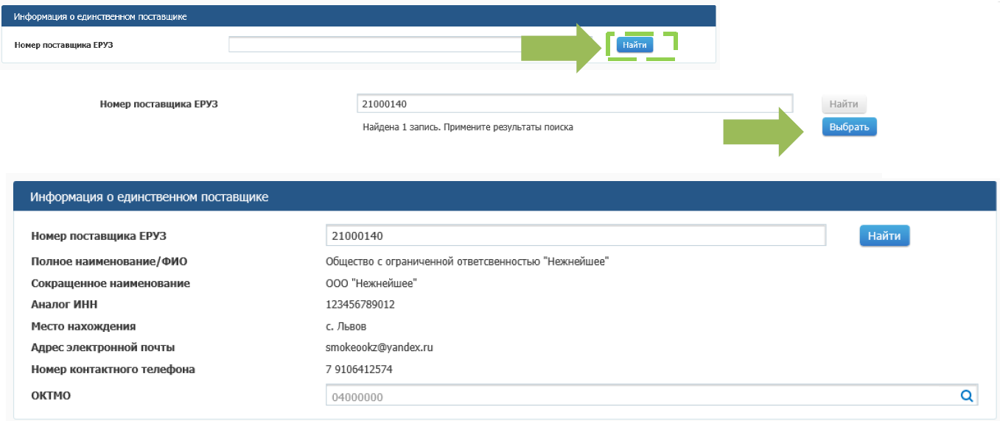 Информация о единственном поставщике
Номер поставщика ЕРУЗ Найти
Номер поставщика ЕРУЗ 21000140 Найти
Найдена 1 запись. Примените результаты поиска Выбрать
Информация о единственном поставщике
Номер поставщика ЕРУЗ 21000140 Найти
Полное наименование/ФИО Общество с ограниченной ответсвенностью "Нежнейшее"
Сокращенное наименование ООО "Нежнейшее"
Аналог ИНН 123456789012
Место нахождения с. Львов
Адрес электронной почты smokeookz@yandex.ru
Номер контактного телефона 7 9106412574
ОКТМО 04000000